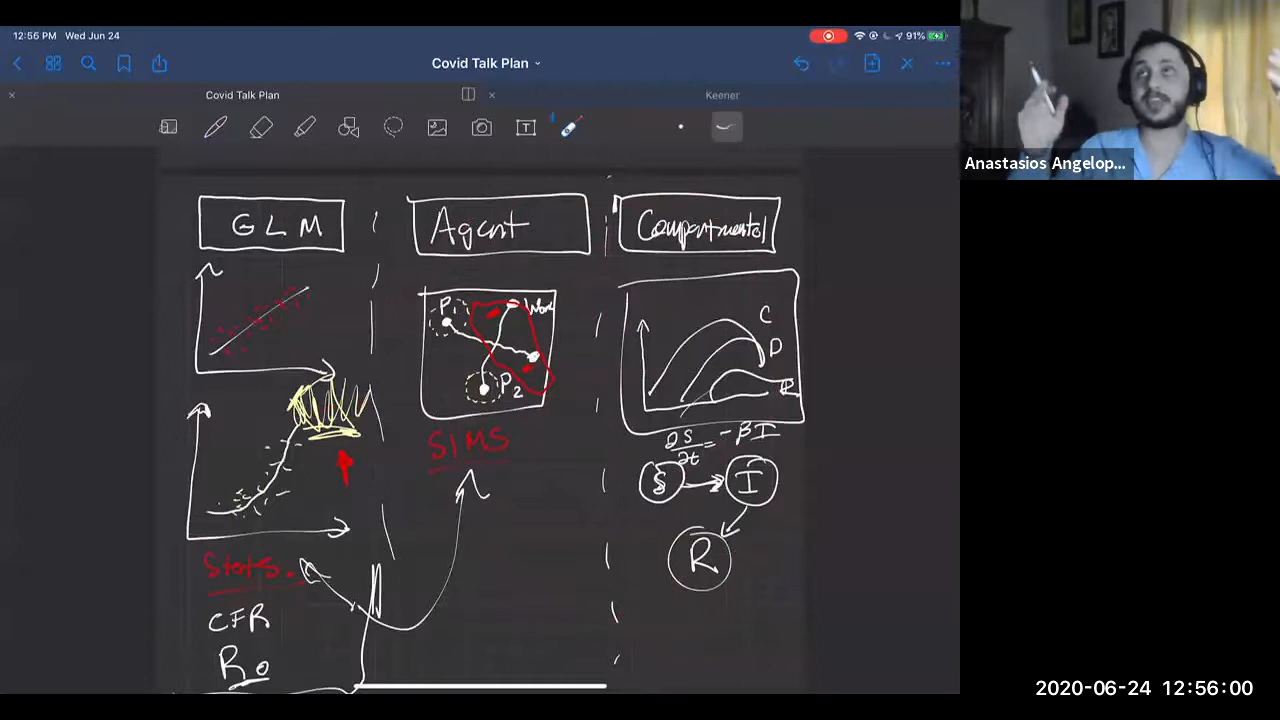 12:56 PM Wed Jun 24
91%
Covid Talk Plan
Covid Talk Plan
Keener
T
Anastasios Angelop...
GLM
Agent
Compartmental
P1
Work
P2
C
D
R
SIMS
∂S/∂t = -βI
S
I
R
Stats.
CFR
Ro
2020-06-24 12:56:00